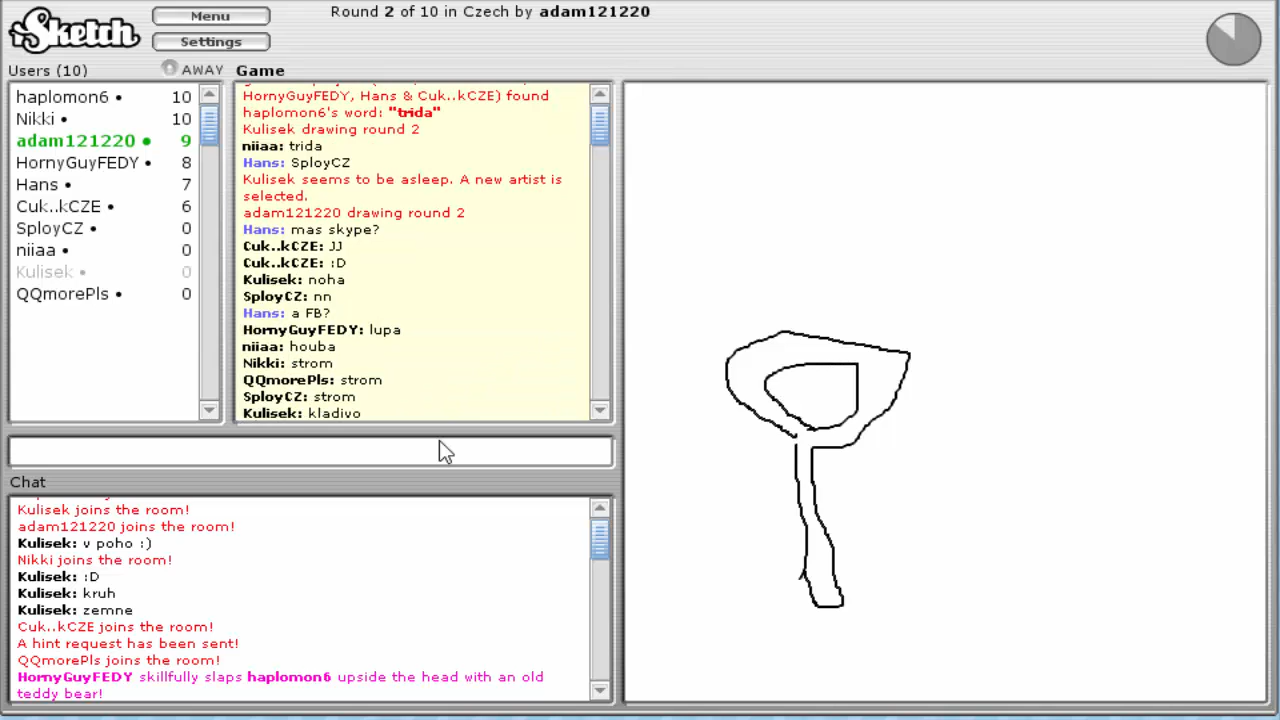 iSketch
Menu
Settings
Round 2 of 10 in Czech by adam121220
Users (10)
AWAY
haplomon6 • 10
Nikki • 10
adam121220 • 9
HornyGuyFEDY • 8
Hans • 7
Cuk..kCZE • 6
SployCZ • 0
niiaa • 0
Kulisek • 0
QQmorePls • 0
Game
HornyGuyFEDY, Hans & Cuk..kCZE) found
haplomon6's word: "trida"
Kulisek drawing round 2
niiaa: trida
Hans: SployCZ
Kulisek seems to be asleep. A new artist is
selected.
adam121220 drawing round 2
Hans: mas skype?
Cuk..kCZE: JJ
Cuk..kCZE: :D
Kulisek: noha
SployCZ: nn
Hans: a FB?
HornyGuyFEDY: lupa
niiaa: houba
Nikki: strom
QQmorePls: strom
SployCZ: strom
Kulisek: kladivo
Chat
Kulisek joins the room!
adam121220 joins the room!
Kulisek: v poho :)
Nikki joins the room!
Kulisek: :D
Kulisek: kruh
Kulisek: zemne
Cuk..kCZE joins the room!
A hint request has been sent!
QQmorePls joins the room!
HornyGuyFEDY skillfully slaps haplomon6 upside the head with an old
teddy bear!